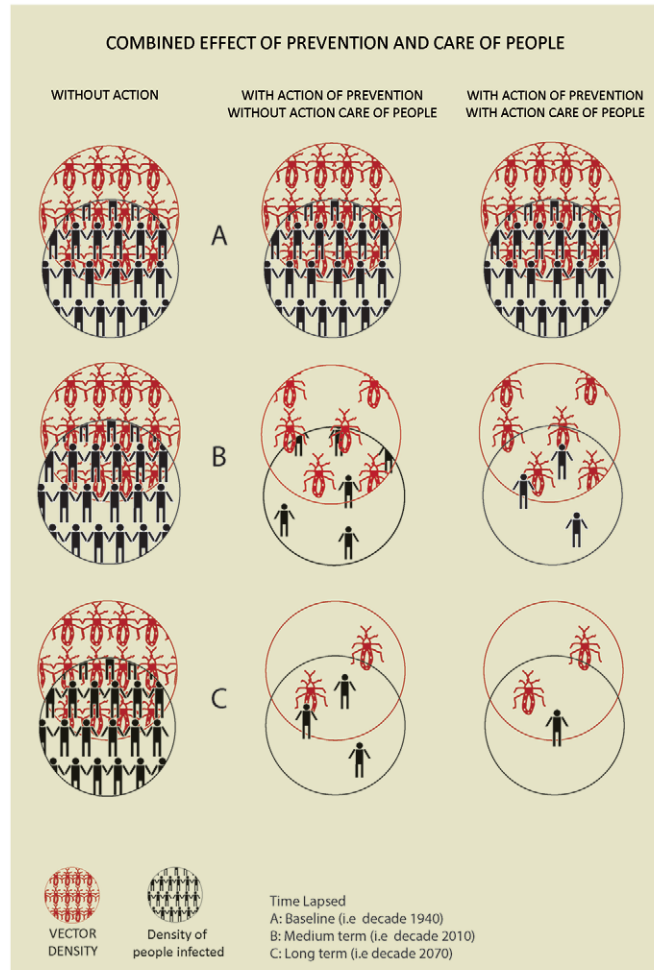 COMBINED EFFECT OF PREVENTION AND CARE OF PEOPLE
WITHOUT ACTION
WITH ACTION OF PREVENTION
WITHOUT ACTION CARE OF PEOPLE
WITH ACTION OF PREVENTION
WITH ACTION CARE OF PEOPLE
A
B
C
VECTOR
DENSITY
Density of
people infected
Time Lapsed
A: Baseline (i.e decade 1940)
B: Medium term (i.e decade 2010)
C: Long term (i.e decade 2070)